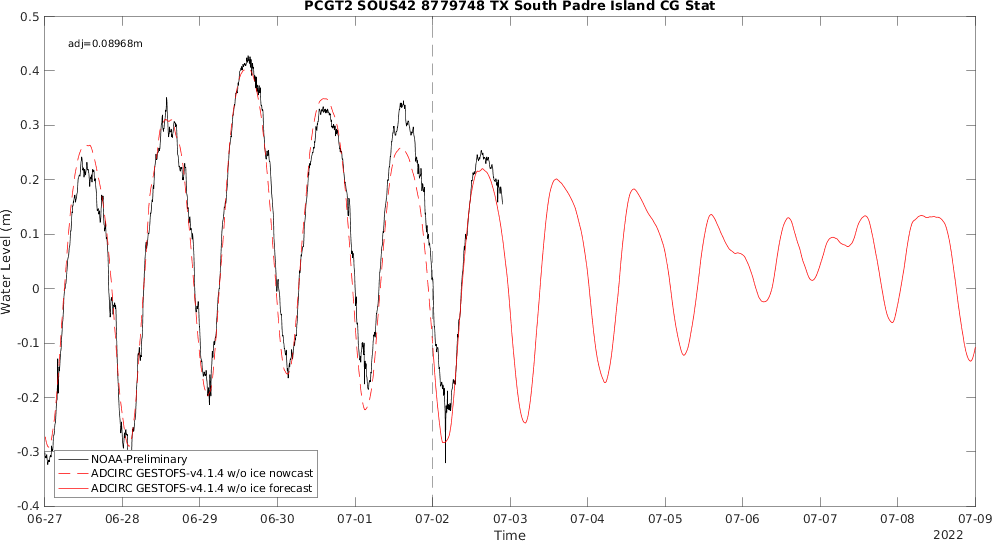 PCGT2 SOUS42 8779748 TX South Padre Island CG Stat
adj=0.08968m
0.5
0.4
0.3
0.2
0.1
0
-0.1
-0.2
-0.3
-0.4
Water Level (m)
NOAA-Preliminary
ADCIRC GESTOFS-v4.1.4 w/o ice nowcast
ADCIRC GESTOFS-v4.1.4 w/o ice forecast
06-27 06-28 06-29 06-30 07-01 07-02 07-03 07-04 07-05 07-06 07-07 07-08 07-09
Time
2022